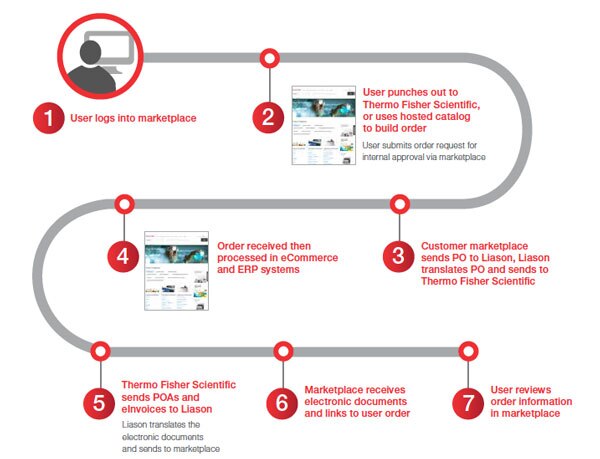 1
User logs into marketplace
2
User punches out to
Thermo Fisher Scientific,
or uses hosted catalog
to build order
User submits order request for
internal approval via marketplace
3
Customer marketplace
sends PO to Liason, Liason
translates PO and sends to
Thermo Fisher Scientific
4
Order received then
processed in eCommerce
and ERP systems
5
Thermo Fisher Scientific
sends POAs and
eInvoices to Liason
Liason translates the
electronic documents
and sends to marketplace
6
Marketplace receives
electronic documents
and links to user order
7
User reviews
order information
in marketplace